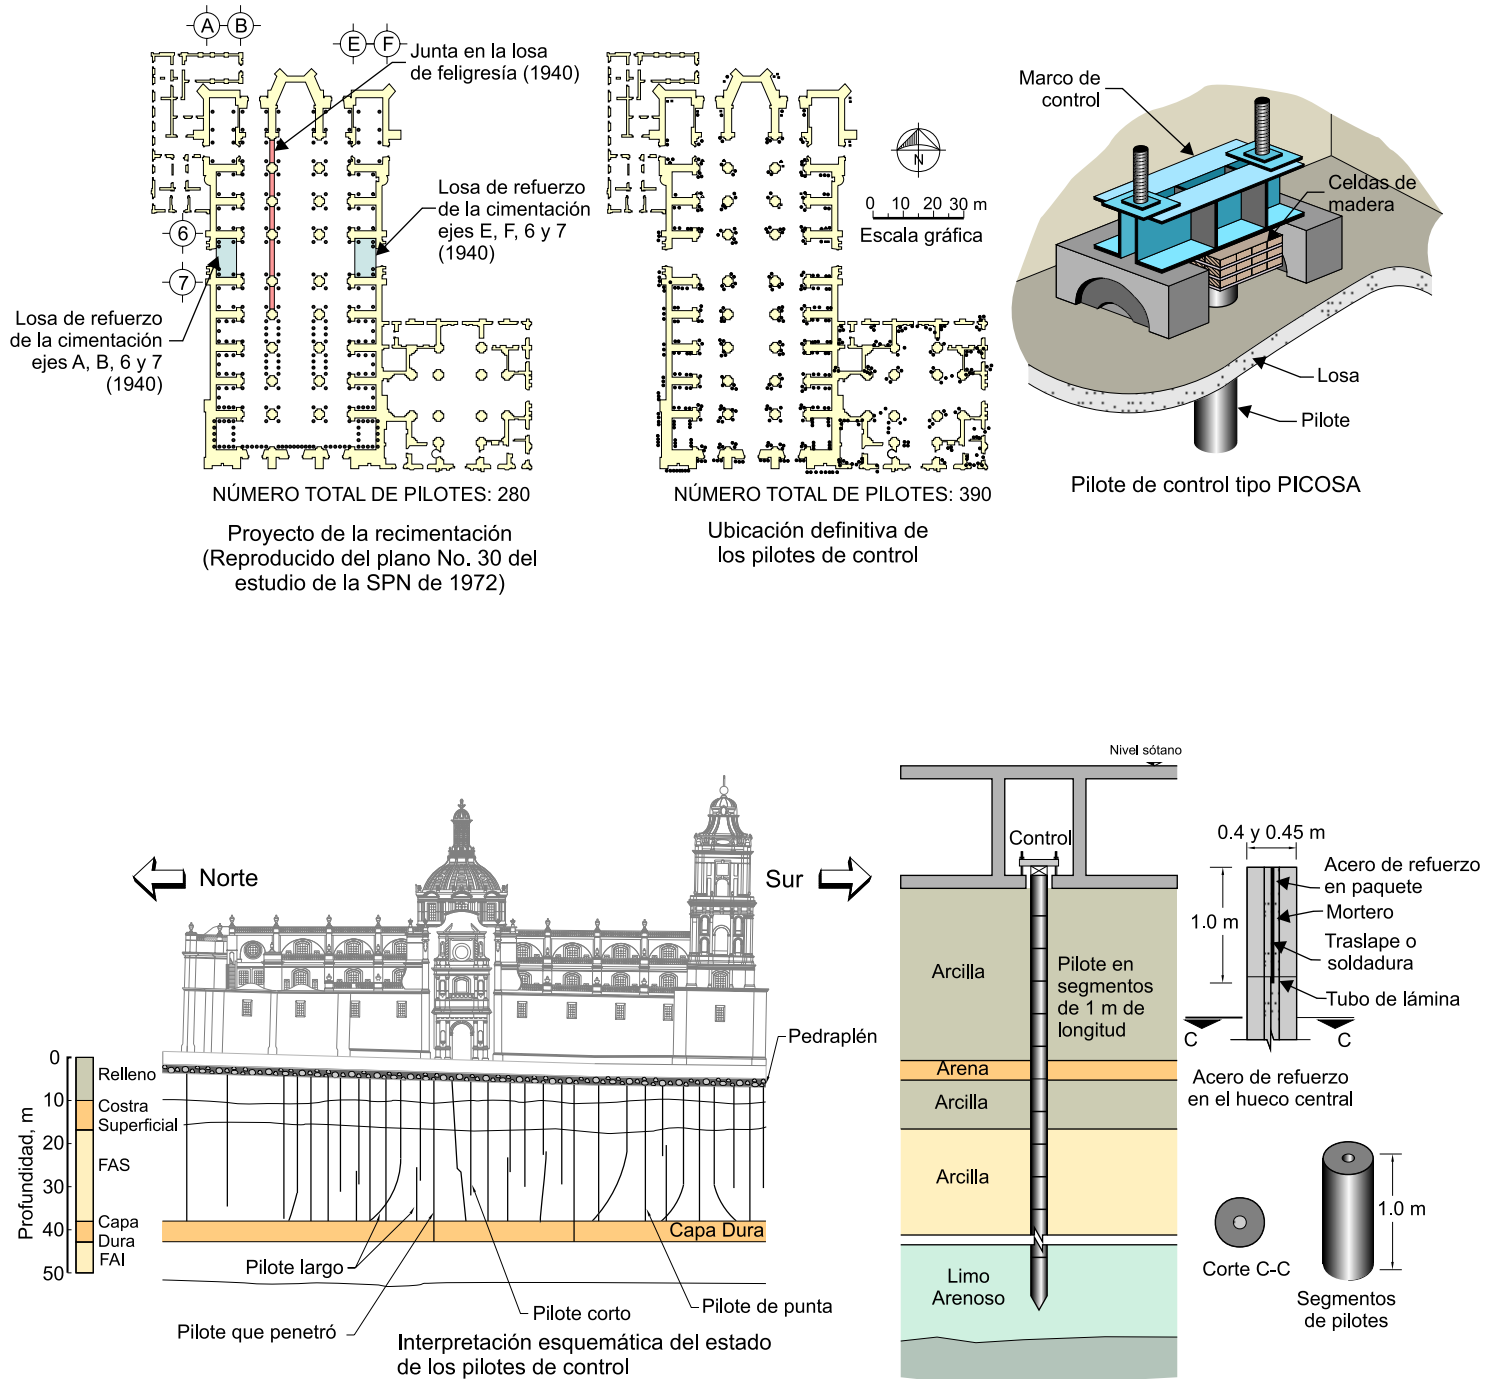 A
B
E
F
Junta en la losa
de feligresía (1940)
Losa de refuerzo
de la cimentación
ejes E, F, 6 y 7
(1940)
6
7
Losa de refuerzo
de la cimentación
ejes A, B, 6 y 7
(1940)
NÚMERO TOTAL DE PILOTES: 280
Proyecto de la recimentación
(Reproducido del plano No. 30 del
estudio de la SPN de 1972)
N
0 10 20 30 m
Escala gráfica
NÚMERO TOTAL DE PILOTES: 390
Ubicación definitiva de
los pilotes de control
Marco de
control
Celdas de
madera
Losa
Pilote
Pilote de control tipo PICOSA
Norte
Sur
Pedraplén
Profundidad, m
0
10
20
30
40
50
Relleno
Costra
Superficial
FAS
Capa
Dura
FAI
Capa Dura
Pilote largo
Pilote que penetró
Pilote corto
Pilote de punta
Interpretación esquemática del estado
de los pilotes de control
Nivel sótano
Control
Arcilla
Pilote en
segmentos
de 1 m de
longitud
Arena
Arcilla
Arcilla
Limo
Arenoso
0.4 y 0.45 m
1.0 m
Acero de refuerzo
en paquete
Mortero
Traslape o
soldadura
Tubo de lámina
C
C
Acero de refuerzo
en el hueco central
1.0 m
Corte C-C
Segmentos
de pilotes